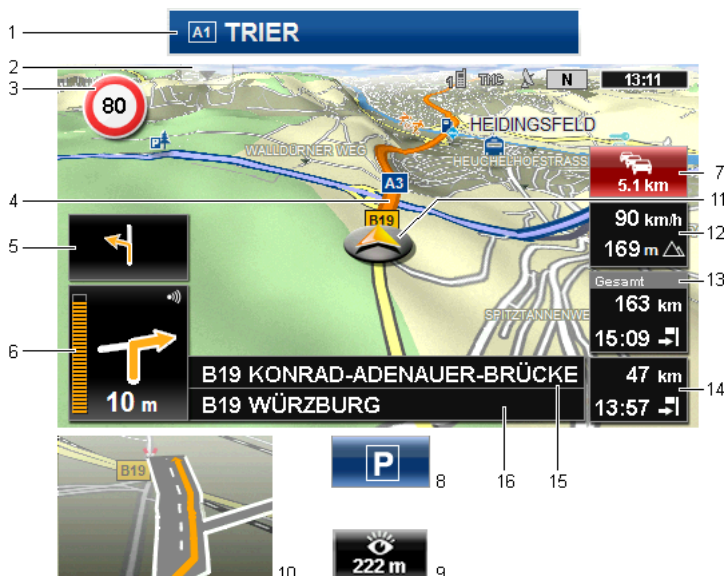 1
A1 TRIER
2
3
80
1 TMC N 13:11
HEIDINGSFELD
WALLDÜRNER WEG
HEUCHELHOFSTRASS
4
A3
B19
5.1 km
7
11
90 km/h
169 m
12
5
Gesamt
13
163 km
15:09
SPITZTANNENWE
6
10 m
B19 KONRAD-ADENAUER-BRÜCKE
B19 WÜRZBURG
47 km
13:57
14
16
15
B19
10
P
8
222 m
9